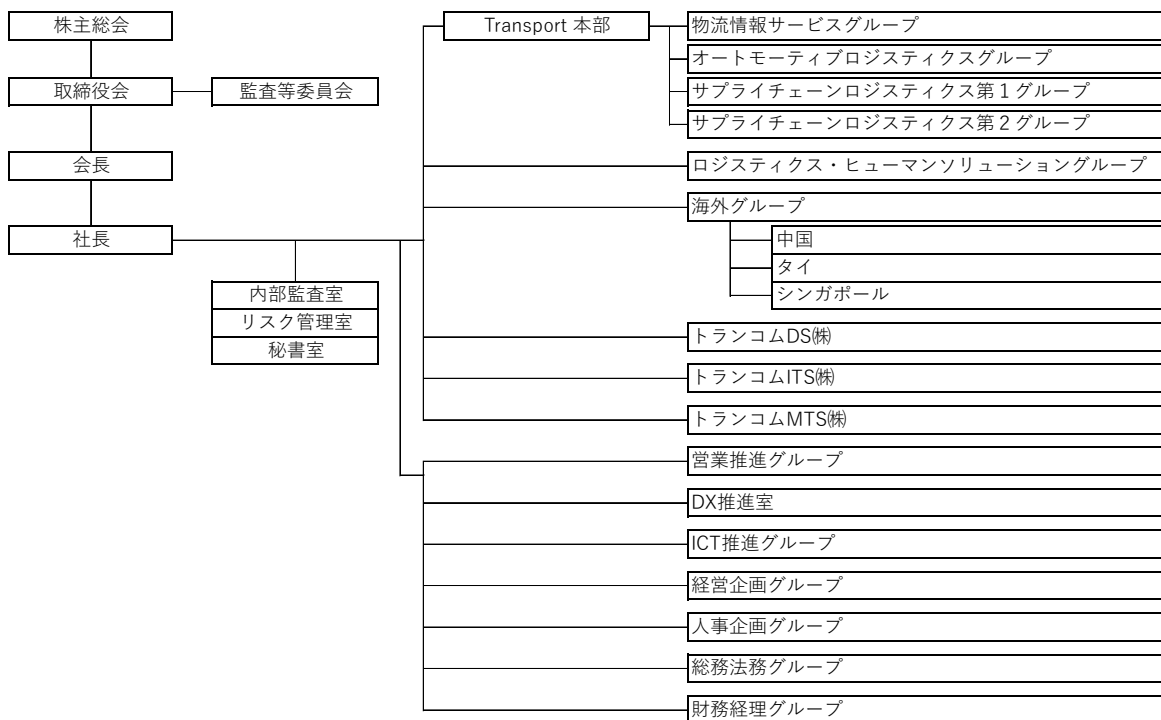 株主総会
取締役会
監査等委員会
会長
社長
内部監査室
リスク管理室
秘書室
Transport 本部
物流情報サービスグループ
オートモーティブロジスティクスグループ
サプライチェーンロジスティクス第１グループ
サプライチェーンロジスティクス第２グループ
ロジスティクス・ヒューマンソリューショングループ
海外グループ
中国
タイ
シンガポール
トランコムDS㈱
トランコムITS㈱
トランコムMTS㈱
営業推進グループ
DX推進室
ICT推進グループ
経営企画グループ
人事企画グループ
総務法務グループ
財務経理グループ